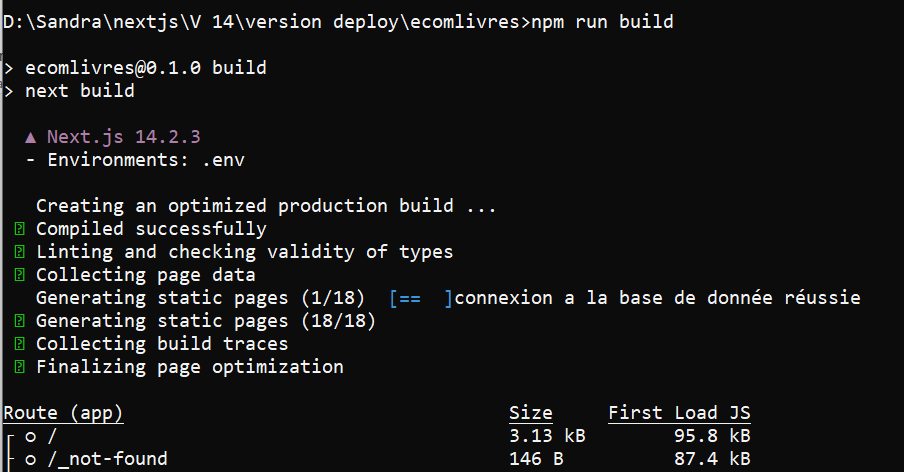 D:\Sandra\nextjs\V 14\version deploy\ecomlivres>npm run build
> ecomlivres@0.1.0 build
> next build
▲ Next.js 14.2.3
- Environments: .env
Creating an optimized production build ...
Compiled successfully
Linting and checking validity of types
Collecting page data
Generating static pages (1/18)  [==  ]connexion a la base de donnée réussie
Generating static pages (18/18)
Collecting build traces
Finalizing page optimization
Route (app) Size First Load JS
┌ ○ / 3.13 kB 95.8 kB
├ ○ /_not-found 146 B 87.4 kB